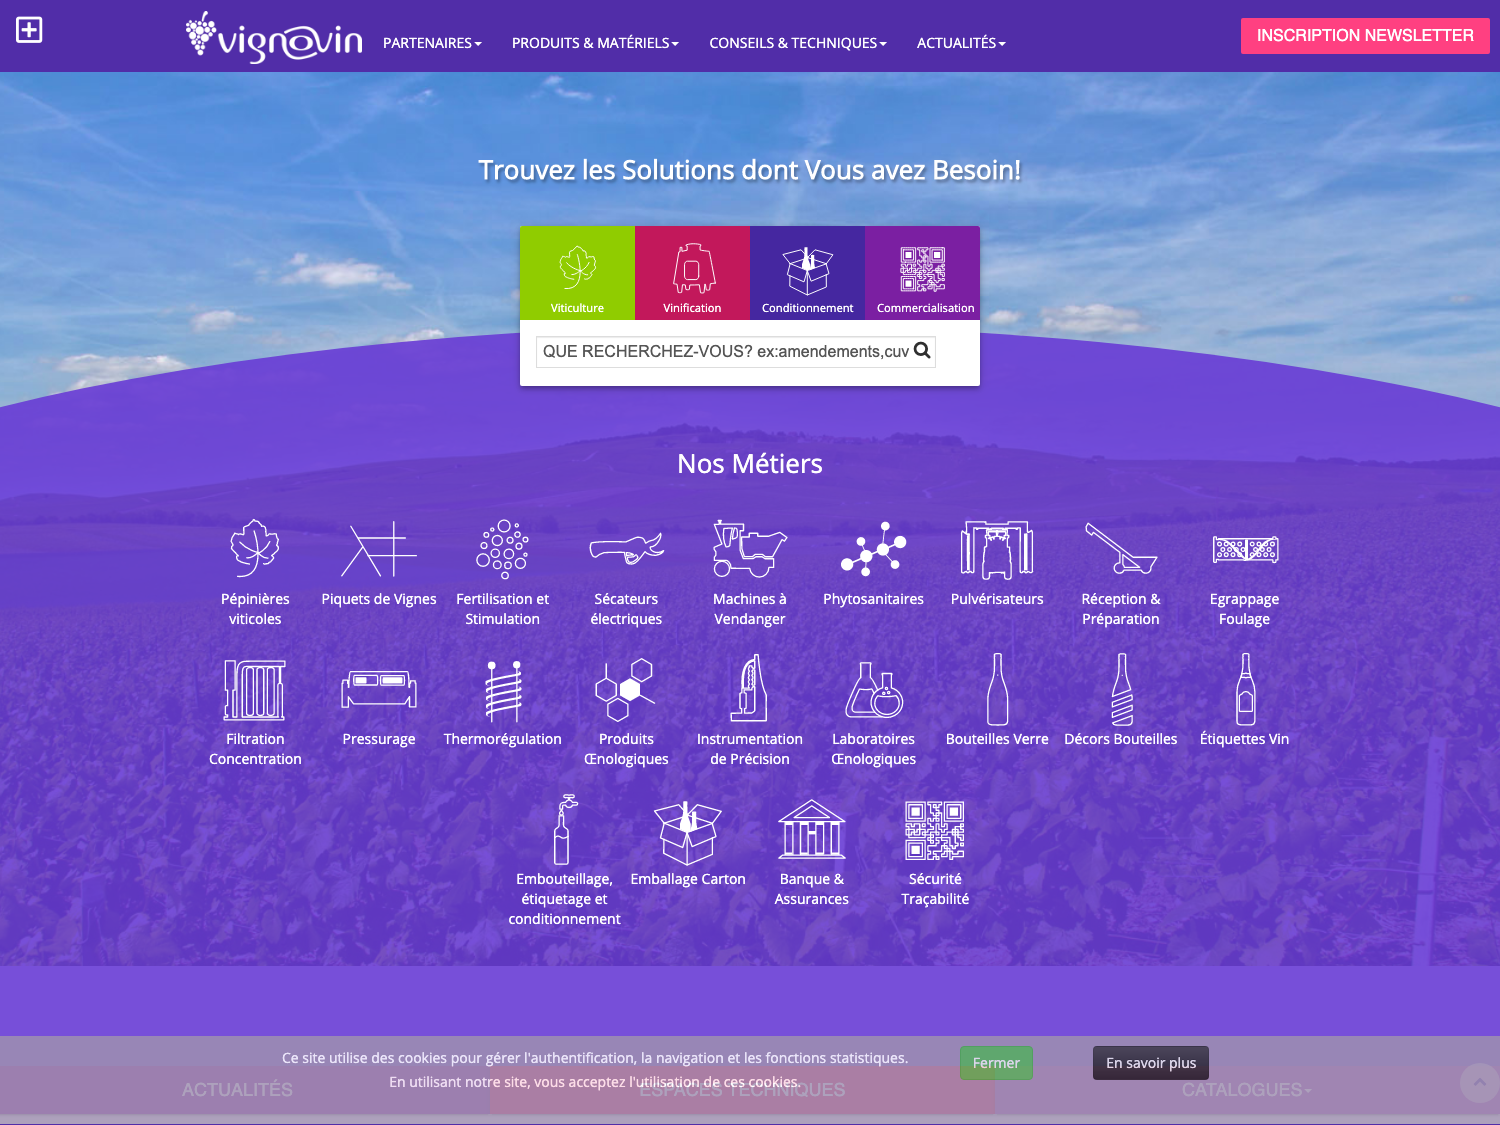 vignovin
PARTENAIRES
PRODUITS & MATÉRIELS
CONSEILS & TECHNIQUES
ACTUALITÉS
INSCRIPTION NEWSLETTER
Trouvez les Solutions dont Vous avez Besoin!
Viticulture
Vinification
Conditionnement
Commercialisation
QUE RECHERCHEZ-VOUS? ex:amendements,cuv
Nos Métiers
Pépinières
viticoles
Piquets de Vignes
Fertilisation et
Stimulation
Sécateurs
électriques
Machines à
Vendanger
Phytosanitaires
Pulvérisateurs
Réception &
Préparation
Egrappage
Foulage
Filtration
Concentration
Pressurage
Thermorégulation
Produits
Œnologiques
Instrumentation
de Précision
Laboratoires
Œnologiques
Bouteilles Verre
Décors Bouteilles
Étiquettes Vin
Embouteillage,
étiquetage et
conditionnement
Emballage Carton
Banque &
Assurances
Sécurité
Traçabilité
Ce site utilise des cookies pour gérer l'authentification, la navigation et les fonctions statistiques.
En utilisant notre site, vous acceptez l'utilisation de ces cookies.
Fermer
En savoir plus
ACTUALITÉS
ESPACES TECHNIQUES
CATALOGUES